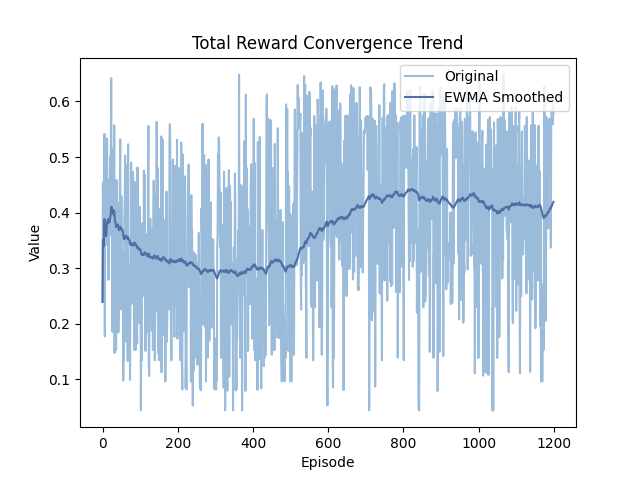 Total Reward Convergence Trend
Original
EWMA Smoothed
Value
0.6
0.5
0.4
0.3
0.2
0.1
0 200 400 600 800 1000 1200
Episode